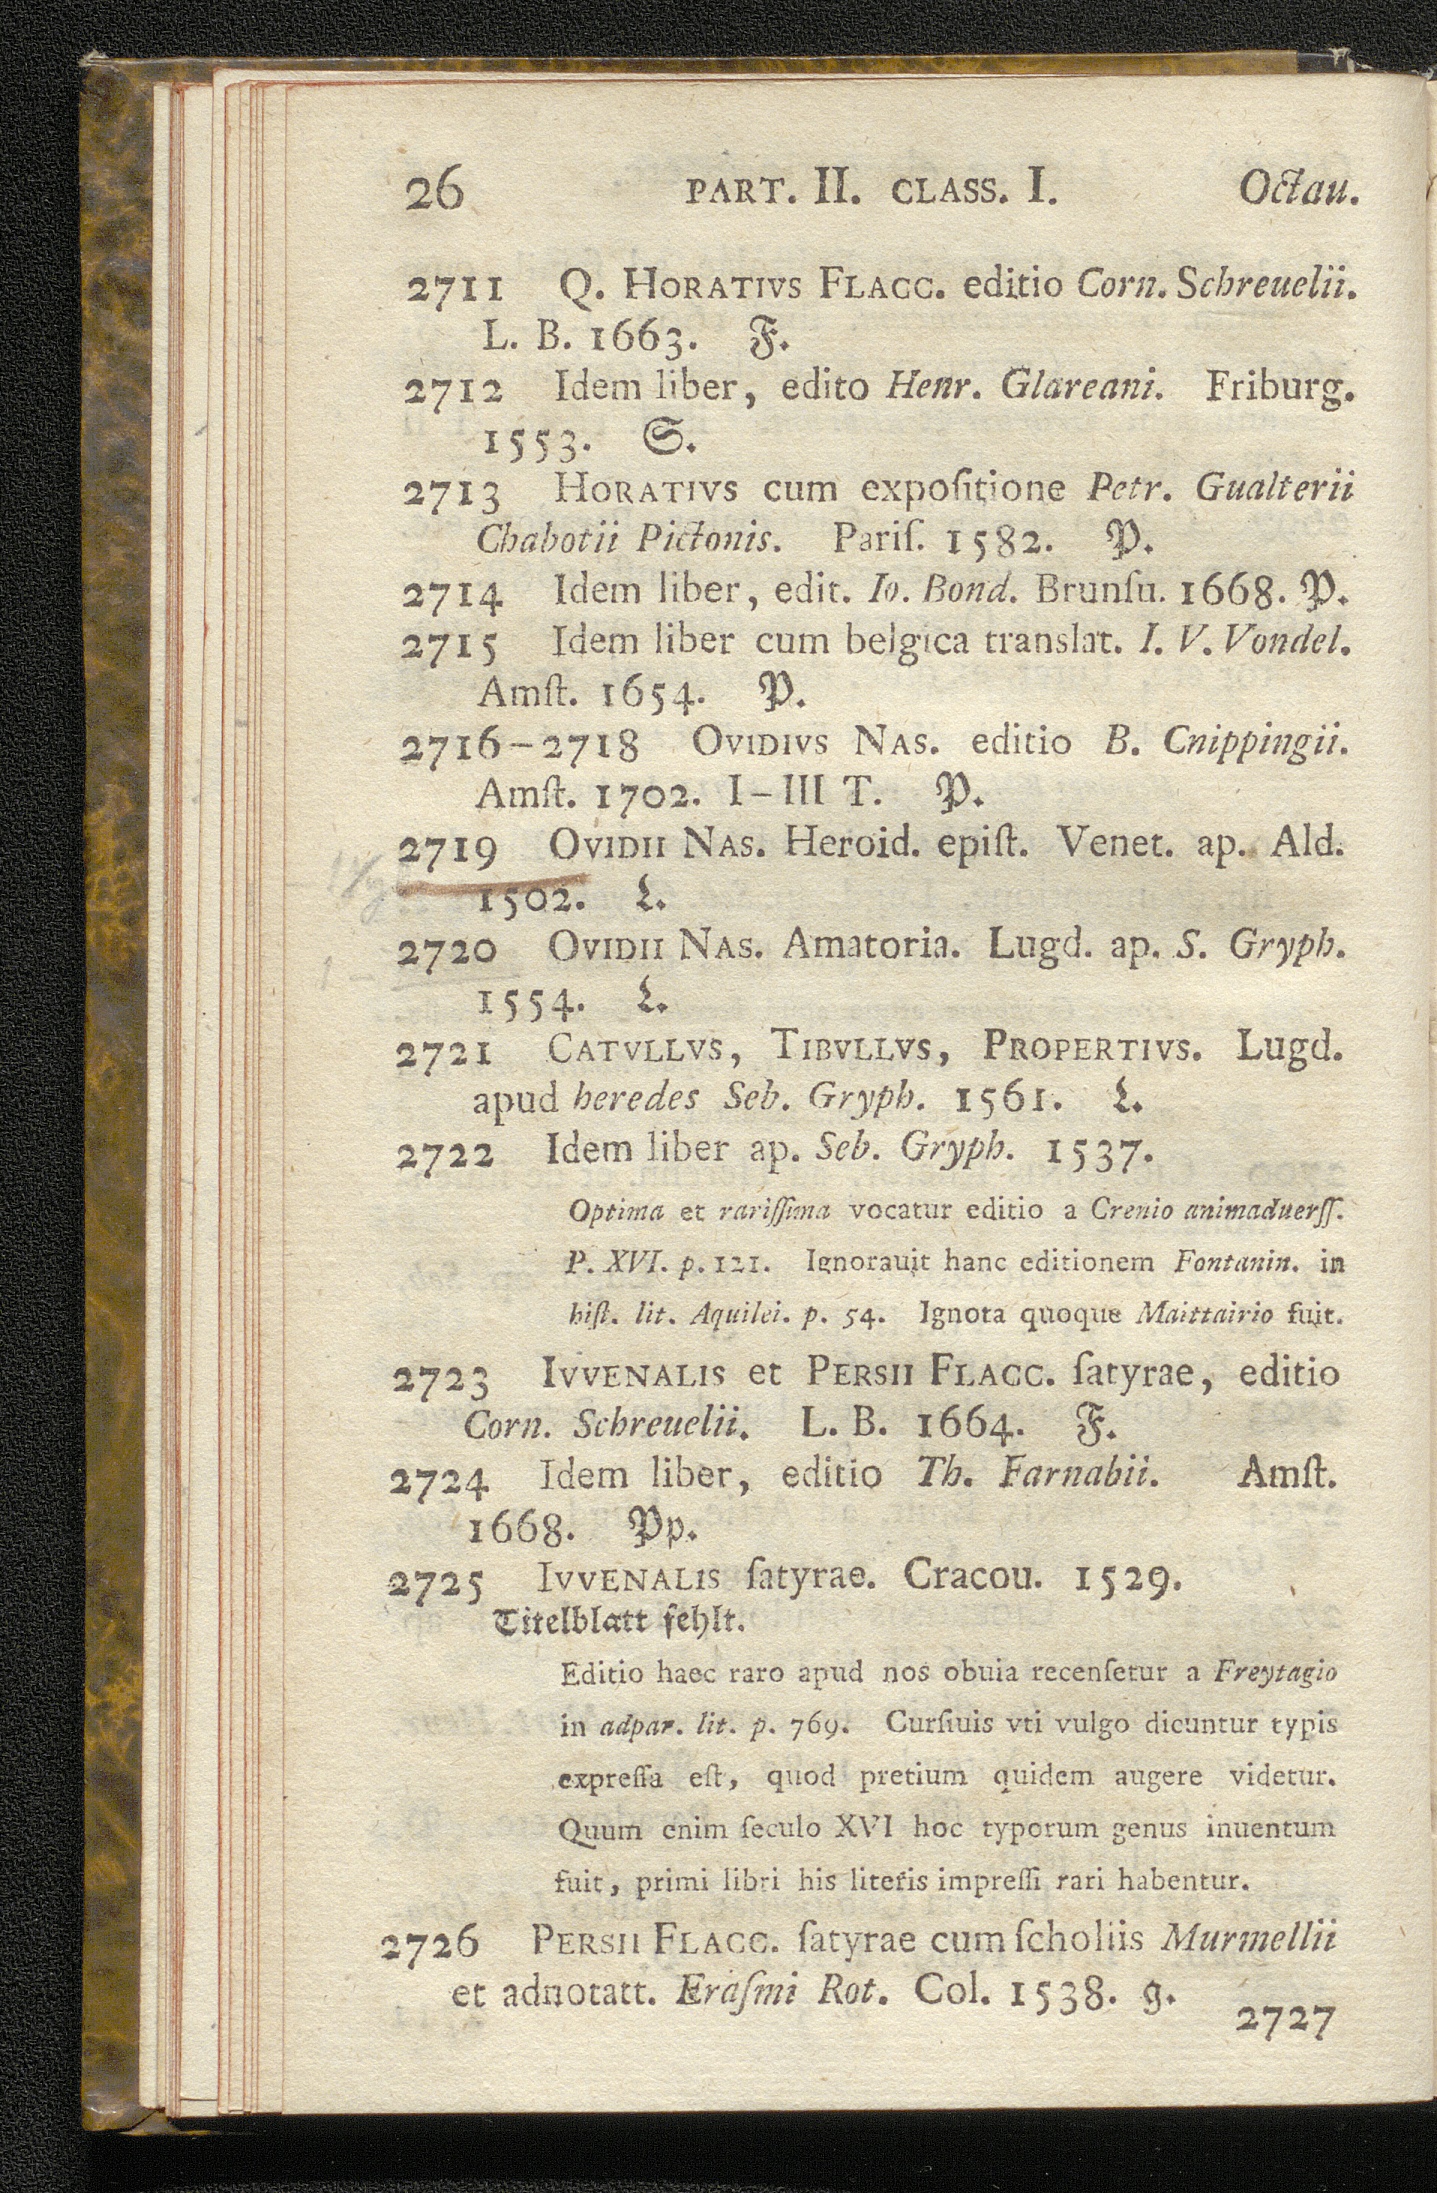 26 PART. II. CLASS. I. Octau.
2711 Q. HORATIVS FLACC. editio Corn. Schreuelii.
L. B. 1663. F.
2712 Idem liber, edito Henr. Glareani. Friburg.
1553. S.
2713 HORATIVS cum expoſitione Petr. Gualterii
Chabotii Pictonis. Pariſ. 1582. P.
2714 Idem liber, edit. Io. Bond. Brunſu. 1668. P.
2715 Idem liber cum belgica translat. I. V. Vondel.
Amſt. 1654. P.
2716–2718 OVIDIVS NAS. editio B. Cnippingii.
Amſt. 1702. I–III T. P.
2719 OVIDII NAS. Heroid. epiſt. Venet. ap. Ald.
1502. L.
2720 OVIDII NAS. Amatoria. Lugd. ap. S. Gryph.
1554. L.
2721 CATVLLVS, TIBVLLVS, PROPERTIVS. Lugd.
apud heredes Seb. Gryph. 1561. L.
2722 Idem liber ap. Seb. Gryph. 1537.
Optima et rariſſima vocatur editio a Crenio animaduerſſ.
P. XVI. p. 121. Ignorauit hanc editionem Fontanin. in
hiſt. lit. Aquilei. p. 54. Ignota quoque Maittairio fuit.
2723 IVVENALIS et PERSII FLACC. ſatyrae, editio
Corn. Schreuelii. L. B. 1664. F.
2724 Idem liber, editio Th. Farnabii. Amſt.
1668. Pp.
2725 IVVENALIS ſatyrae. Cracou. 1529.
Titelblatt fehlt.
Editio haec raro apud nos obuia recenſetur a Freytagio
in adpar. lit. p. 769. Curſiuis vti vulgo dicuntur typis
expreſſa eſt, quod pretium quidem augere videtur.
Quum enim ſeculo XVI hoc typorum genus inuentum
fuit, primi libri his literis impreſſi rari habentur.
2726 PERSII FLACC. ſatyrae cum ſcholiis Murmellii
et adnotatt. Eraſmi Rot. Col. 1538. g.
2727